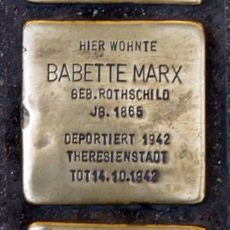 HIER WOHNTE
BABETTE MARX
GEB. ROTHSCHILD
JG. 1865
DEPORTIERT 1942
THERESIENSTADT
TOT 14.10.1942